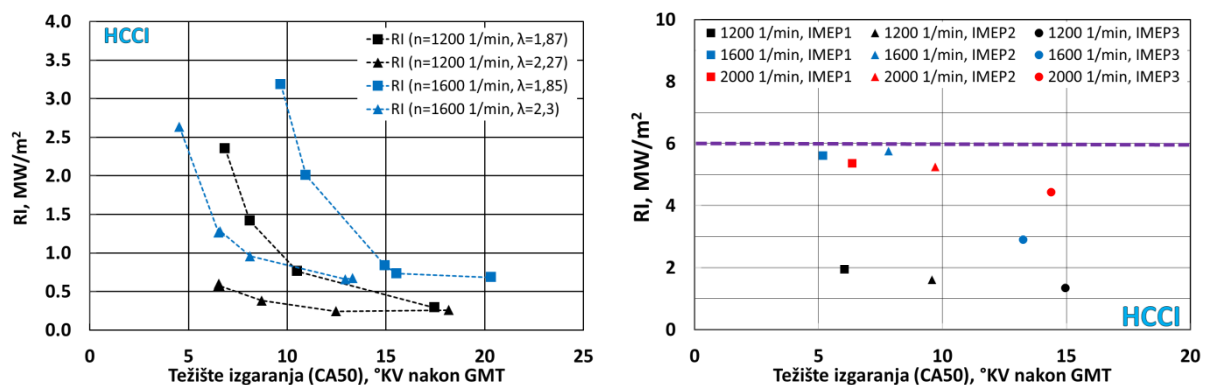 HCCI
RI (n=1200 1/min, λ=1,87)
RI (n=1200 1/min, λ=2,27)
RI (n=1600 1/min, λ=1,85)
RI (n=1600 1/min, λ=2,3)
4.0
3.5
3.0
2.5
2.0
1.5
1.0
0.5
0.0
RI, MW/m²
0 5 10 15 20 25
Težište izgaranja (CA50), °KV nakon GMT
1200 1/min, IMEP1 1200 1/min, IMEP2 1200 1/min, IMEP3
1600 1/min, IMEP1 1600 1/min, IMEP2 1600 1/min, IMEP3
2000 1/min, IMEP1 2000 1/min, IMEP2 2000 1/min, IMEP3
10
8
6
4
2
0
RI, MW/m²
HCCI
0 5 10 15 20
Težište izgaranja (CA50), °KV nakon GMT